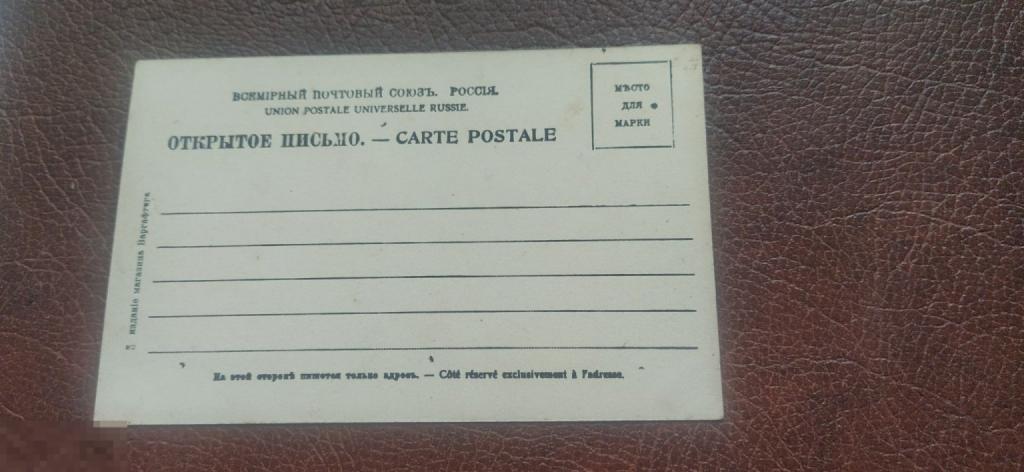 ВСЕМІРНЫЙ ПОЧТОВЫЙ СОЮЗЪ. РОССІЯ.
UNION POSTALE UNIVERSELLE RUSSIE.
ОТКРЫТОЕ ПИСЬМО. — CARTE POSTALE
МѢСТО
ДЛЯ
МАРКИ
изданіе магазина Варгафтера
На этой сторонѣ пишется только адресъ. — Côté réservé exclusivement à l'adresse.